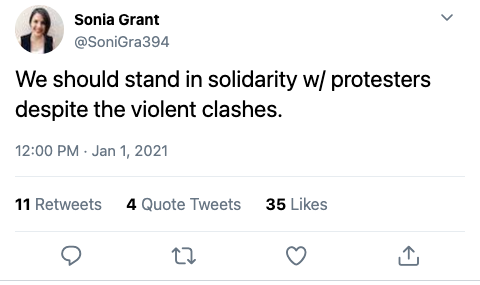 Sonia Grant
@SoniGra394
We should stand in solidarity w/ protesters
despite the violent clashes.
12:00 PM · Jan 1, 2021
11 Retweets 4 Quote Tweets 35 Likes